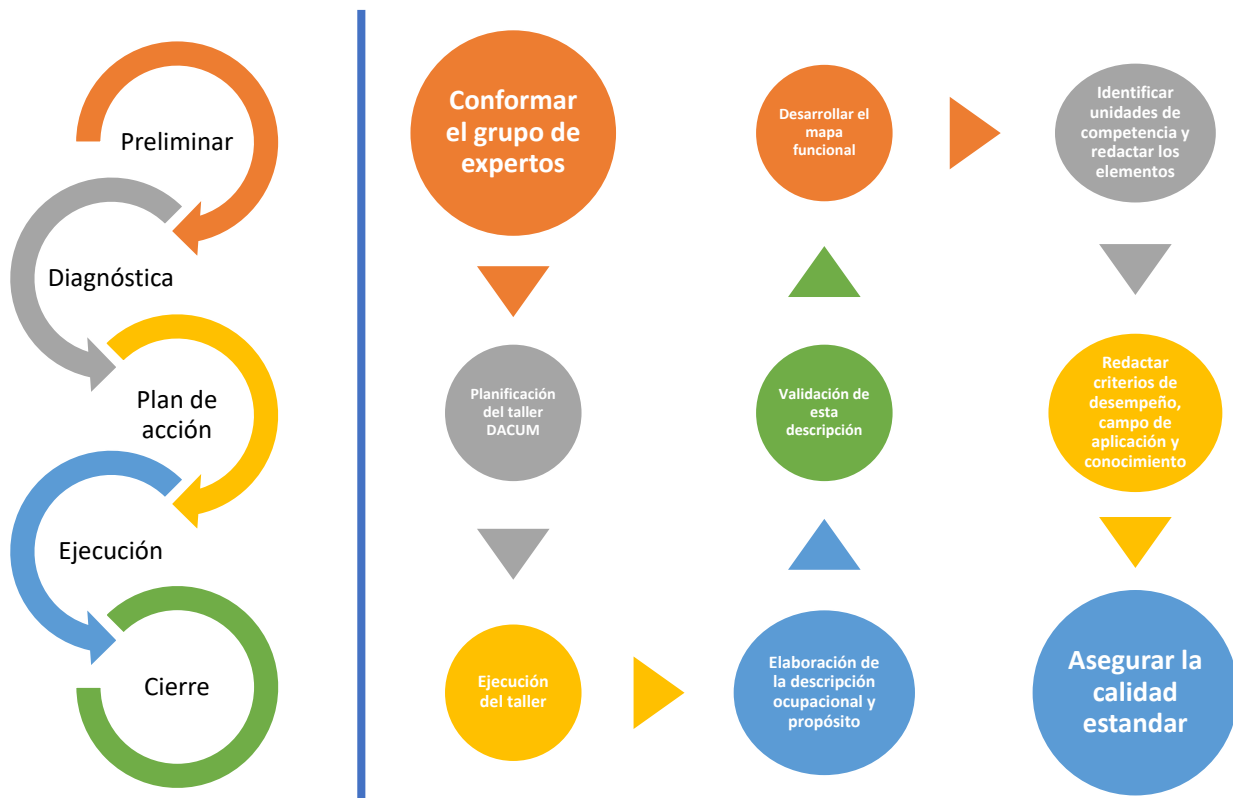 Preliminar
Diagnóstica
Plan de
acción
Ejecución
Cierre
Conformar
el grupo de
expertos
Planificación
del taller
DACUM
Ejecución
del taller
Elaboración de
la descripción
ocupacional y
propósito
Validación de
esta
descripción
Desarrollar el
mapa
funcional
Identificar
unidades de
competencia y
redactar los
elementos
Redactar
criterios de
desempeño,
campo de
aplicación y
conocimiento
Asegurar la
calidad
estandar